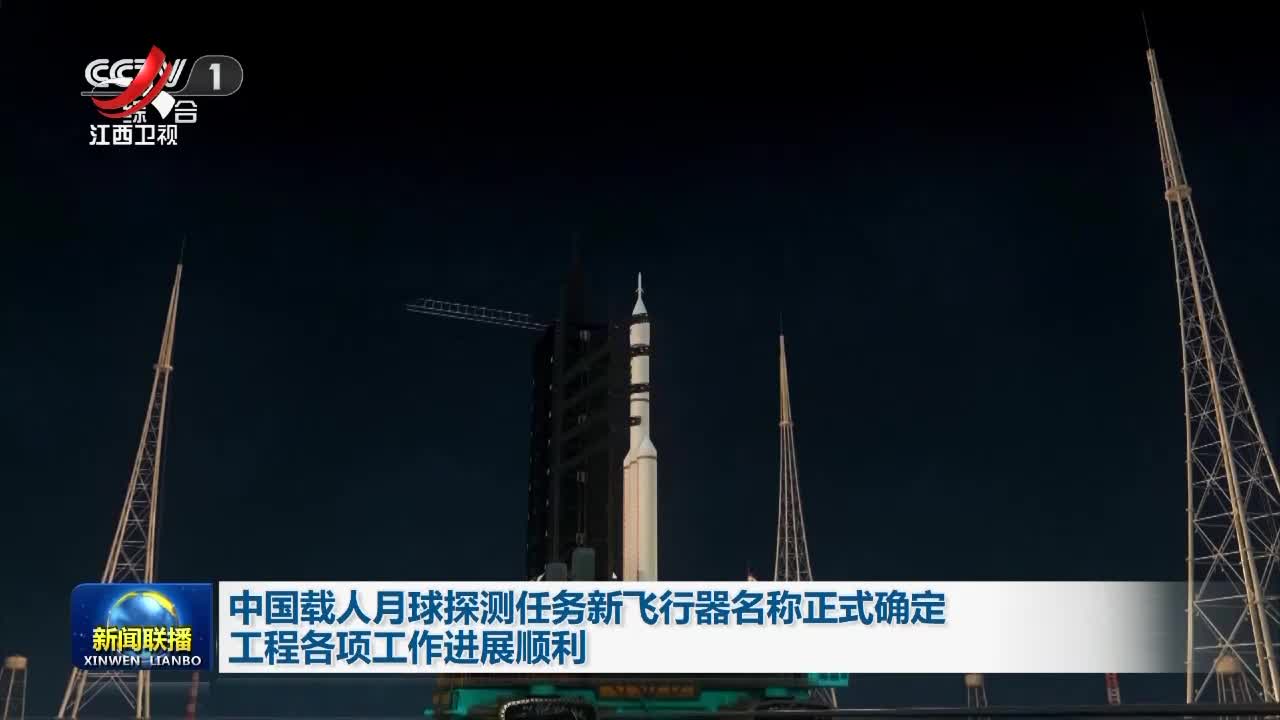 CCTV 1
综合
江西卫视
中国载人月球探测任务新飞行器名称正式确定
工程各项工作进展顺利
新闻联播
XINWEN LIANBO